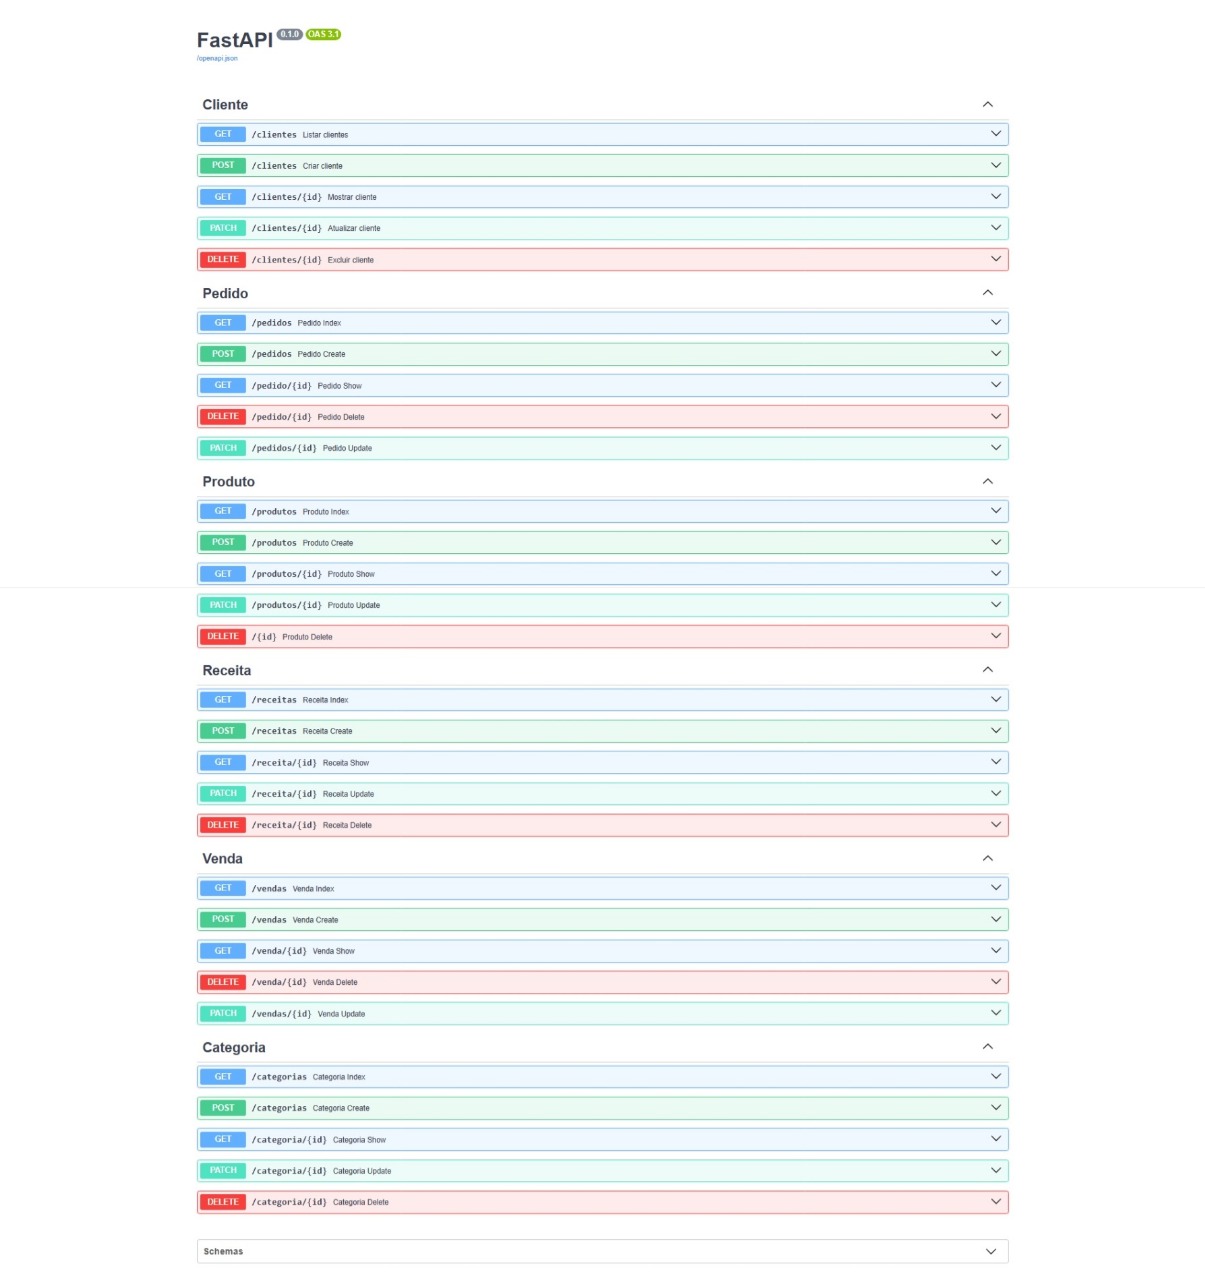 FastAPI 0.1.0 OAS 3.1
/openapi.json
Cliente
GET /clientes Listar clientes
POST /clientes Criar cliente
GET /clientes/{id} Mostrar cliente
PATCH /clientes/{id} Atualizar cliente
DELETE /clientes/{id} Excluir cliente
Pedido
GET /pedidos Pedido Index
POST /pedidos Pedido Create
GET /pedido/{id} Pedido Show
DELETE /pedido/{id} Pedido Delete
PATCH /pedidos/{id} Pedido Update
Produto
GET /produtos Produto Index
POST /produtos Produto Create
GET /produtos/{id} Produto Show
PATCH /produtos/{id} Produto Update
DELETE /{id} Produto Delete
Receita
GET /receitas Receita Index
POST /receitas Receita Create
GET /receita/{id} Receita Show
PATCH /receita/{id} Receita Update
DELETE /receita/{id} Receita Delete
Venda
GET /vendas Venda Index
POST /vendas Venda Create
GET /venda/{id} Venda Show
DELETE /venda/{id} Venda Delete
PATCH /vendas/{id} Venda Update
Categoria
GET /categorias Categoria Index
POST /categorias Categoria Create
GET /categoria/{id} Categoria Show
PATCH /categoria/{id} Categoria Update
DELETE /categoria/{id} Categoria Delete
Schemas